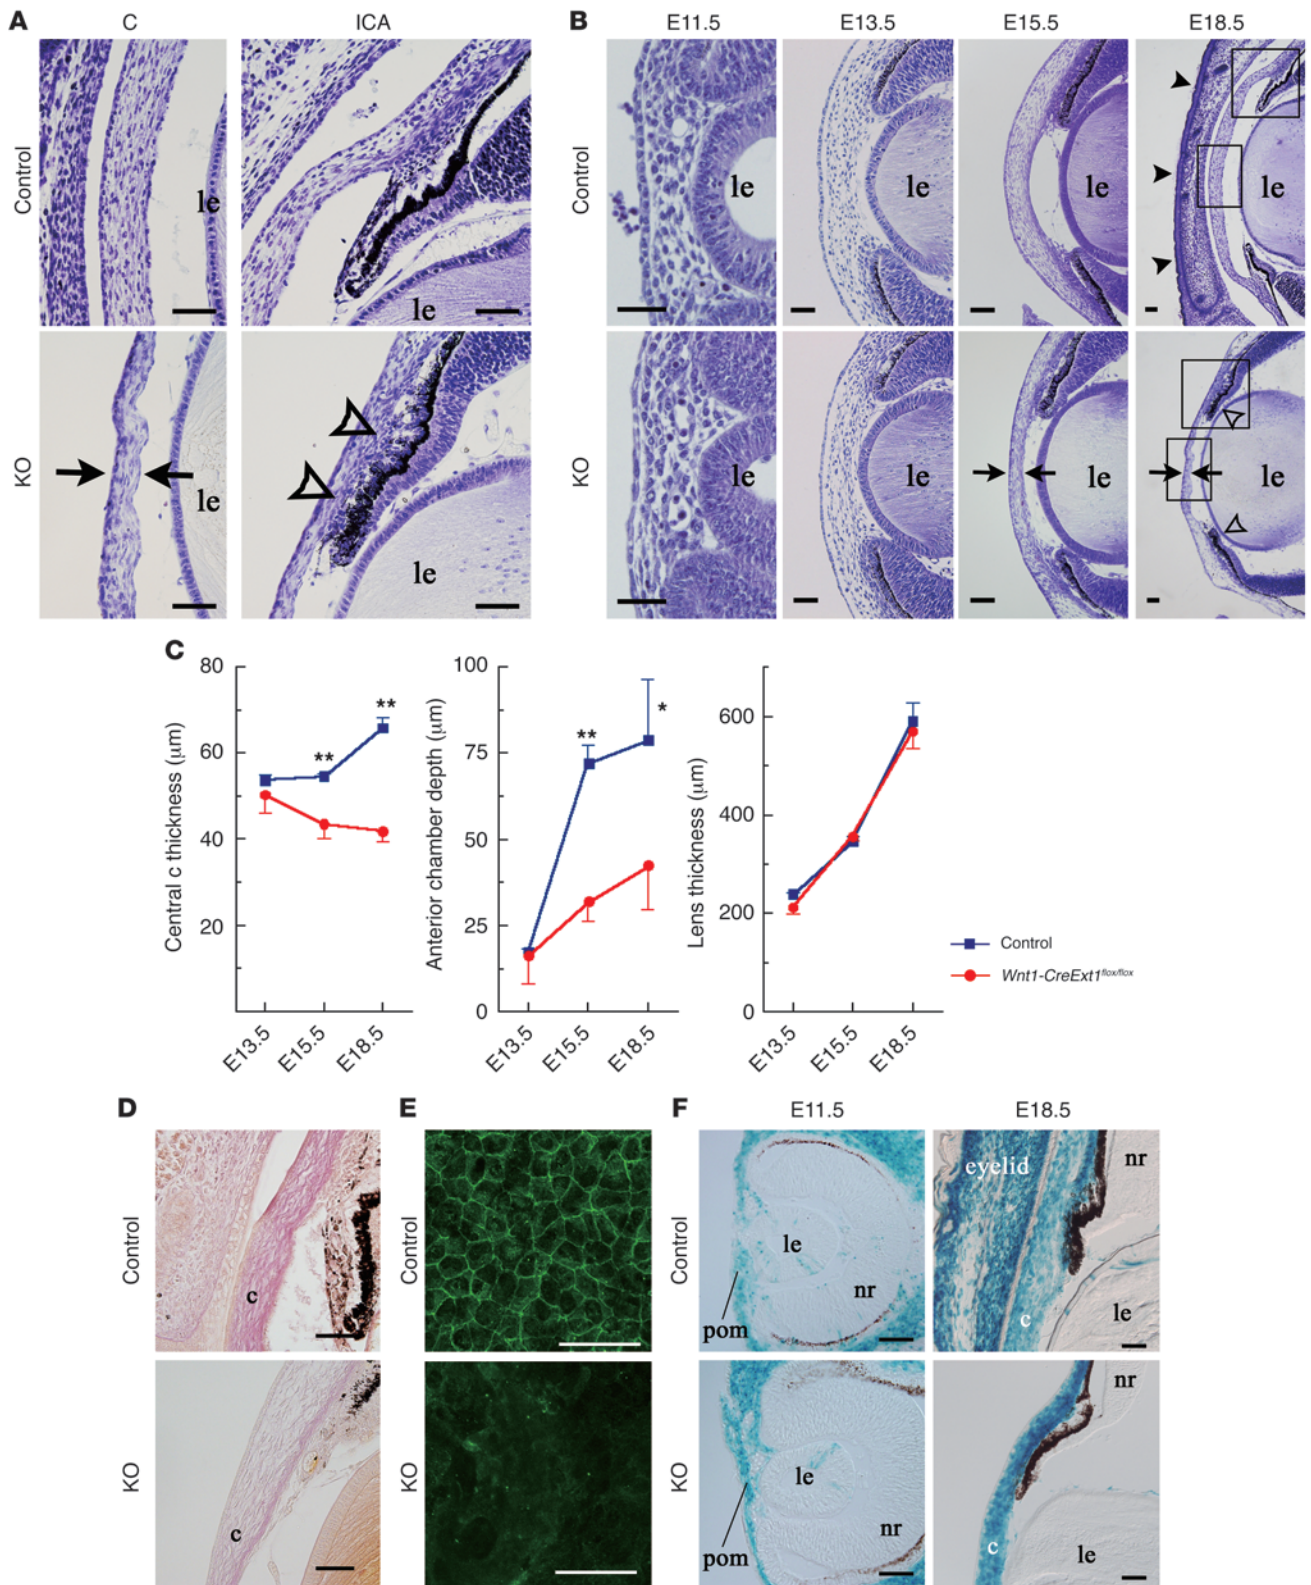 A
C
ICA
B
E11.5
E13.5
E15.5
E18.5
Control
le
le
Control
le
le
le
le
KO
le
le
KO
le
le
le
le
C
80
60
40
20
Central c thickness (μm)
**
**
E13.5
E15.5
E18.5
100
75
50
25
0
Anterior chamber depth (μm)
**
*
E13.5
E15.5
E18.5
600
400
200
0
Lens thickness (μm)
E13.5
E15.5
E18.5
Control
Wnt1-CreExt1flox/flox
D
E
F
E11.5
E18.5
Control
c
Control
Control
le
nr
pom
eyelid
nr
le
c
KO
c
KO
KO
le
nr
pom
nr
c
le